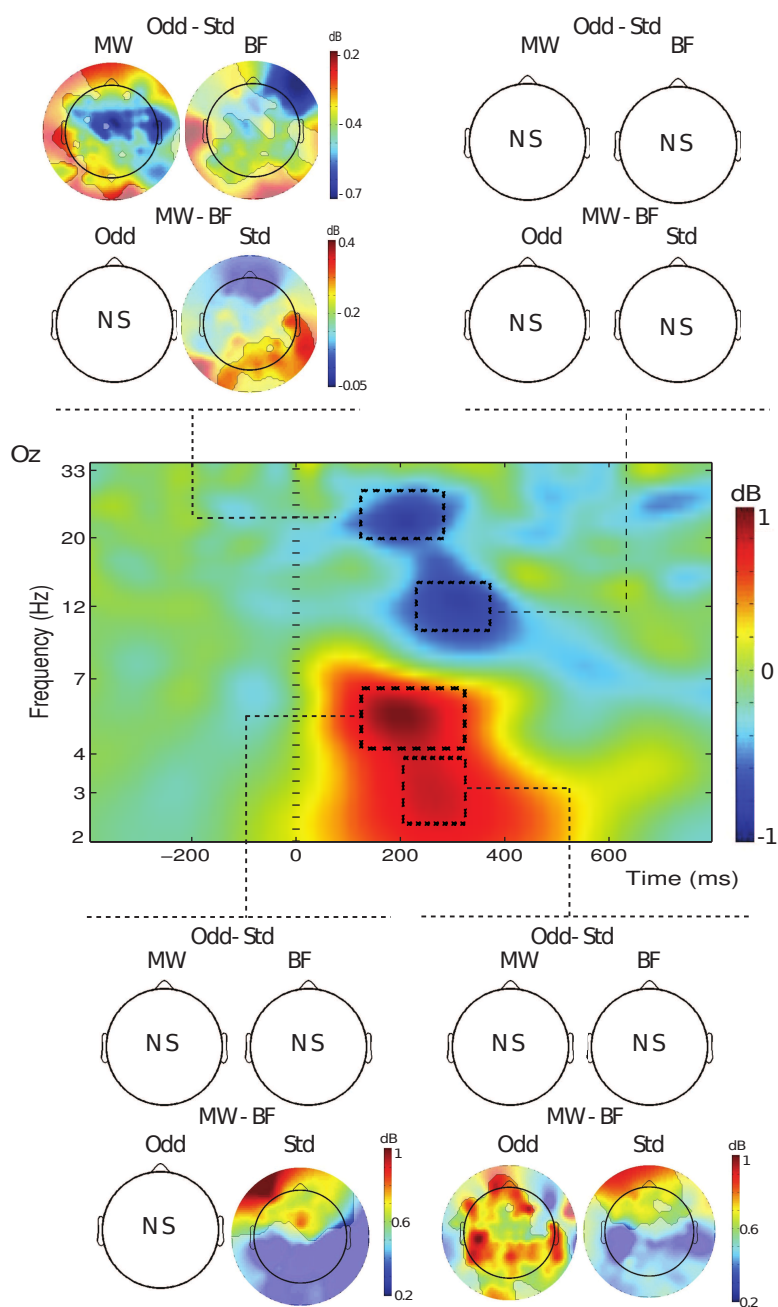 Odd - Std
MW BF
dB
-0.2
-0.4
-0.7
MW - BF
Odd Std
NS
dB
0.4
-0.2
-0.05
Odd - Std
MW BF
NS NS
MW - BF
Odd Std
NS NS
Oz
33
20
12
7
4
3
2
Frequency (Hz)
−200 0 200 400 600
Time (ms)
dB
1
0
-1
Odd- Std
MW BF
NS NS
MW - BF
Odd Std
NS
dB
1
0.6
0.2
Odd- Std
MW BF
NS NS
MW - BF
Odd Std
dB
1
0.6
0.2